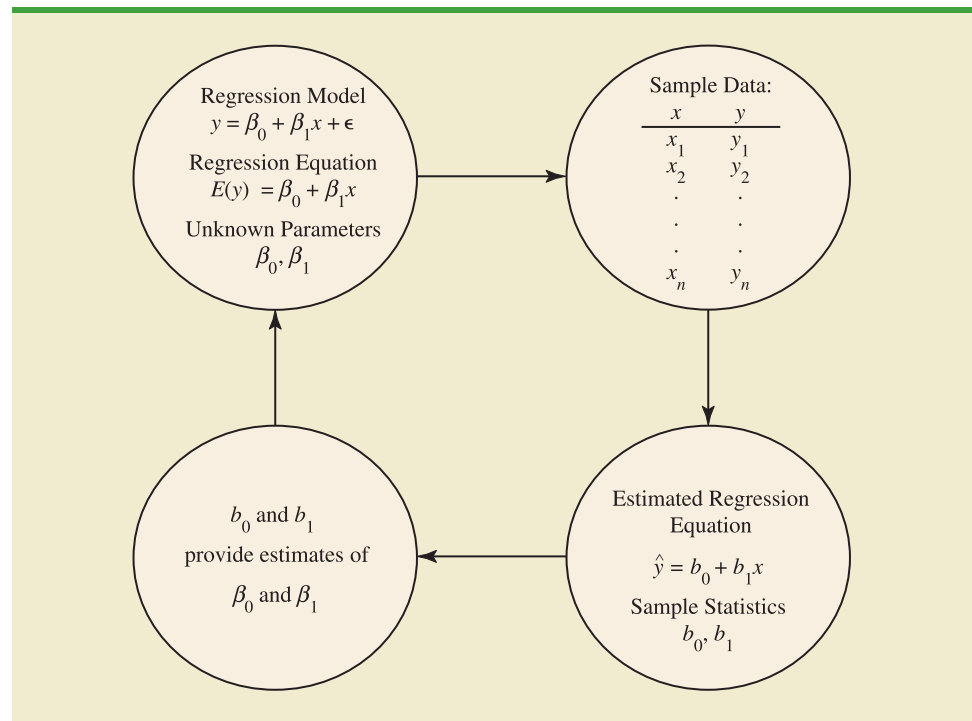 Regression Model
y = β₀ + β₁x + ϵ
Regression Equation
E(y) = β₀ + β₁x
Unknown Parameters
β₀, β₁
Sample Data:
x y
x₁ y₁
x₂ y₂
. .
. .
. .
xₙ yₙ
Estimated Regression
Equation
ŷ = b₀ + b₁x
Sample Statistics
b₀, b₁
b₀ and b₁
provide estimates of
β₀ and β₁